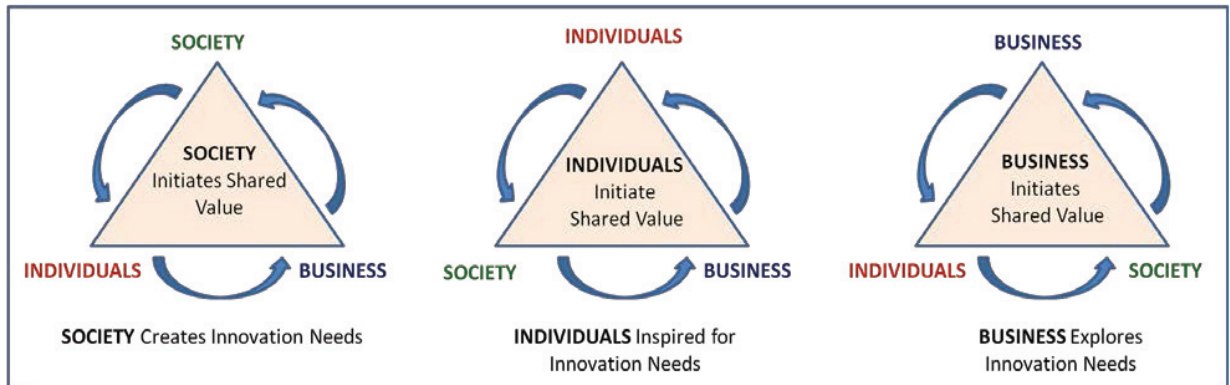 SOCIETY
SOCIETY
Initiates Shared
Value
INDIVIDUALS
BUSINESS
SOCIETY Creates Innovation Needs
INDIVIDUALS
INDIVIDUALS
Initiate
Shared Value
SOCIETY
BUSINESS
INDIVIDUALS Inspired for
Innovation Needs
BUSINESS
BUSINESS
Initiates
Shared Value
INDIVIDUALS
SOCIETY
BUSINESS Explores
Innovation Needs